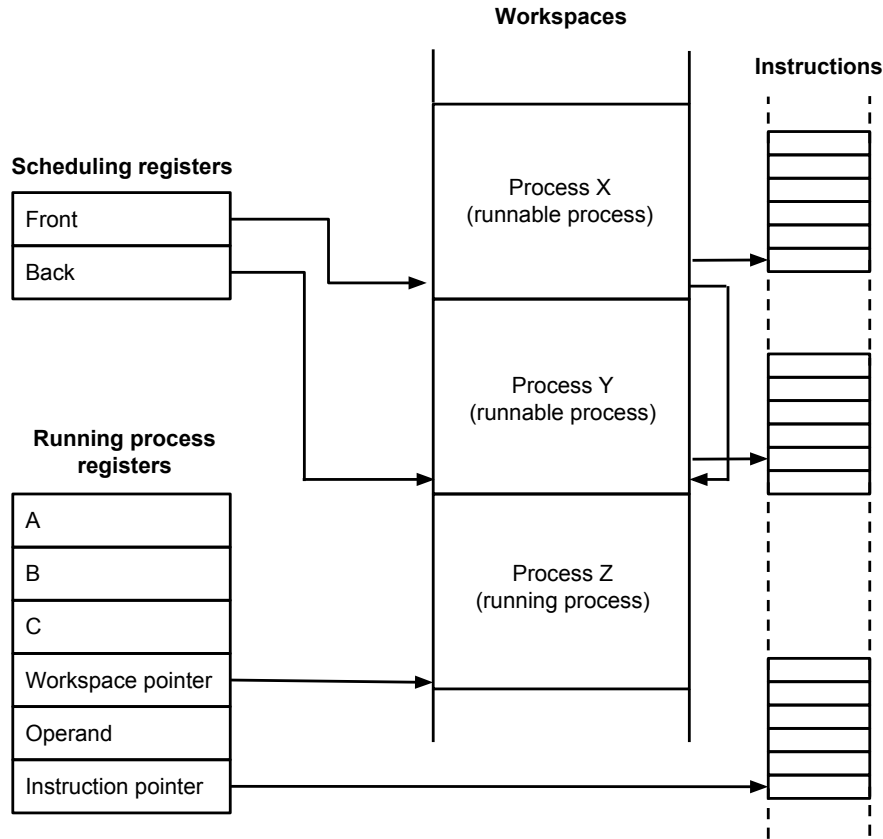 Workspaces
Instructions
Scheduling registers
Front
Back
Process X
(runnable process)
Process Y
(runnable process)
Running process
registers
A
B
C
Workspace pointer
Operand
Instruction pointer
Process Z
(running process)